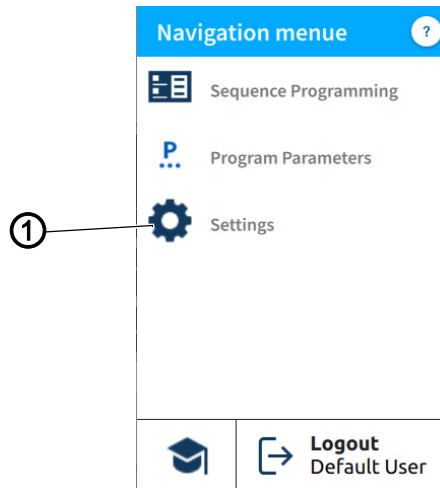 Navigation menue ?
Sequence Programming
P Program Parameters
1 Settings
Logout
Default User